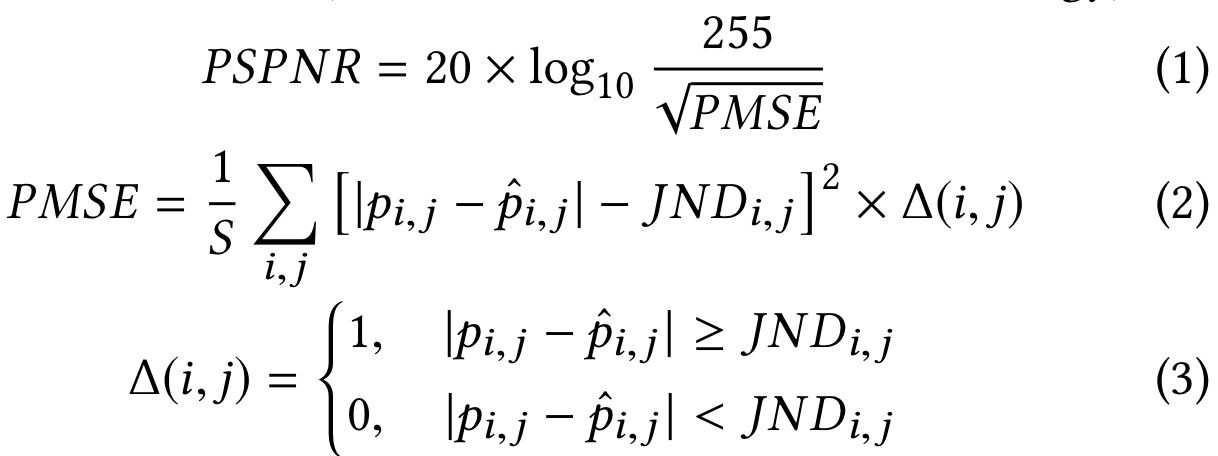 PSPNR = 20 × log₁₀ 255 / √PMSE (1)
PMSE = 1/S ∑_{i,j} [|p_{i,j} − p̂_{i,j}| − JND_{i,j}]² × Δ(i, j) (2)
Δ(i, j) = { 1, |p_{i,j} − p̂_{i,j}| ≥ JND_{i,j}
0, |p_{i,j} − p̂_{i,j}| < JND_{i,j} (3)